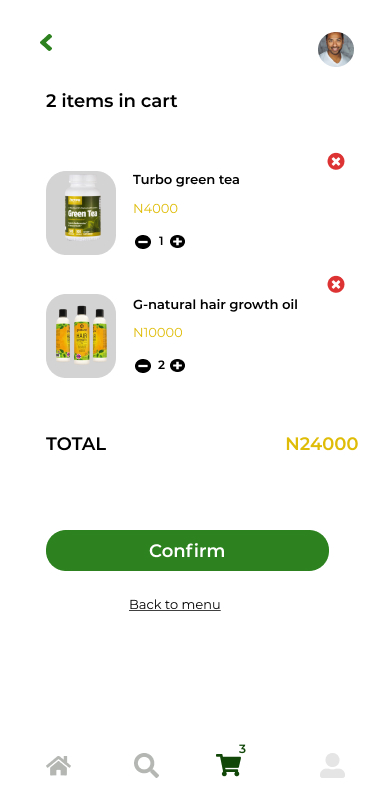 2 items in cart
Turbo green tea
N4000
1
Green Tea
G-natural hair growth oil
N10000
2
TOTAL
N24000
Confirm
Back to menu
3